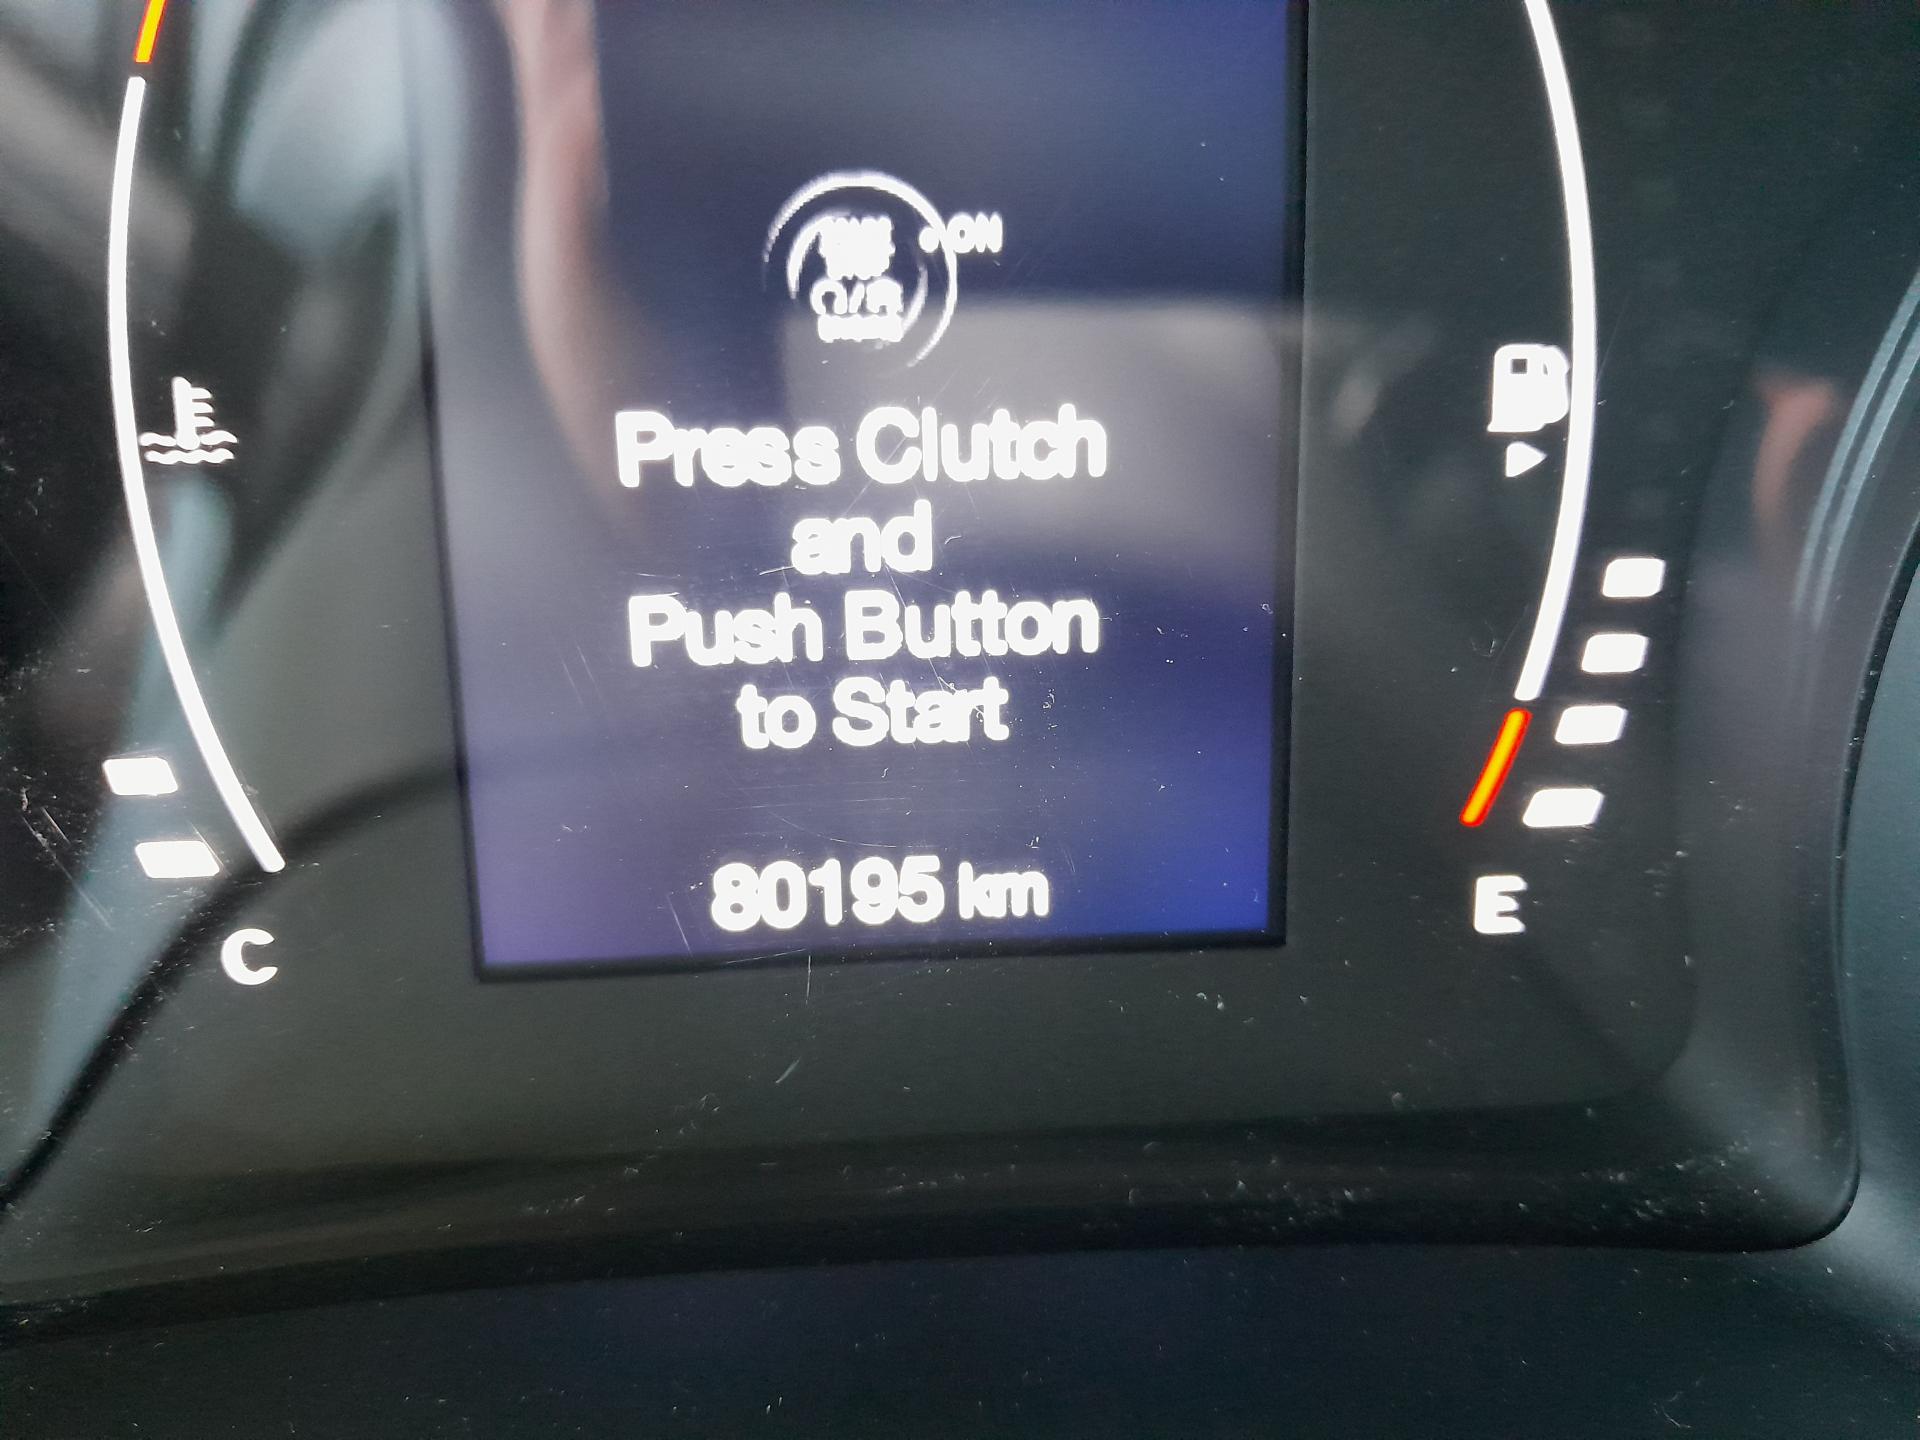 ON
Press Clutch
and
Push Button
to Start
80195 km
C
E